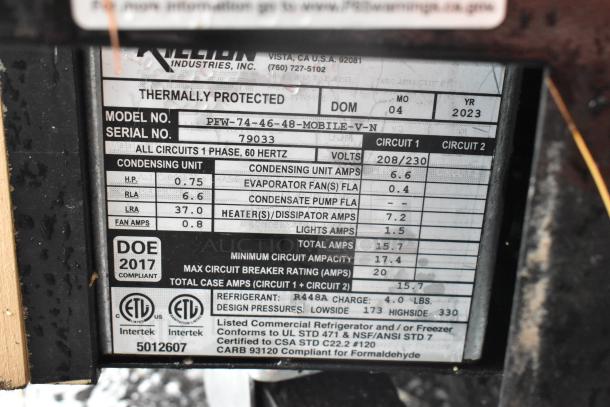 For more information go to www.P65warnings.ca.gov
KILLION
INDUSTRIES, INC.
VISTA, CA U.S.A. 92081
(760) 727-5102
THERMALLY PROTECTED
DOM
MO
04
YR
2023
MODEL NO. PFW-74-46-48-MOBILE-V-N
SERIAL NO. 79033
CIRCUIT 1 CIRCUIT 2
ALL CIRCUITS 1 PHASE, 60 HERTZ VOLTS 208/230
CONDENSING UNIT
H.P. 0.75
RLA 6.6
LRA 37.0
FAN AMPS 0.8
CONDENSING UNIT AMPS 6.6
EVAPORATOR FAN(S) FLA 0.4
CONDENSATE PUMP FLA - -
HEATER(S)/DISSIPATOR AMPS 7.2
LIGHTS AMPS 1.5
TOTAL AMPS 15.7
MINIMUM CIRCUIT AMPACITY 17.4
MAX CIRCUIT BREAKER RATING (AMPS) 20
TOTAL CASE AMPS (CIRCUIT 1 + CIRCUIT 2) 15.7
DOE
2017
COMPLIANT
REFRIGERANT: R448A CHARGE: 4.0 LBS.
DESIGN PRESSURES: LOWSIDE 173 HIGHSIDE 330
C ETL US ETL
Intertek Intertek
5012607
Listed Commercial Refrigerator and / or Freezer
Conforms to UL STD 471 & NSF/ANSI STD 7
Certified to CSA STD C22.2 #120
CARB 93120 Compliant for Formaldehyde